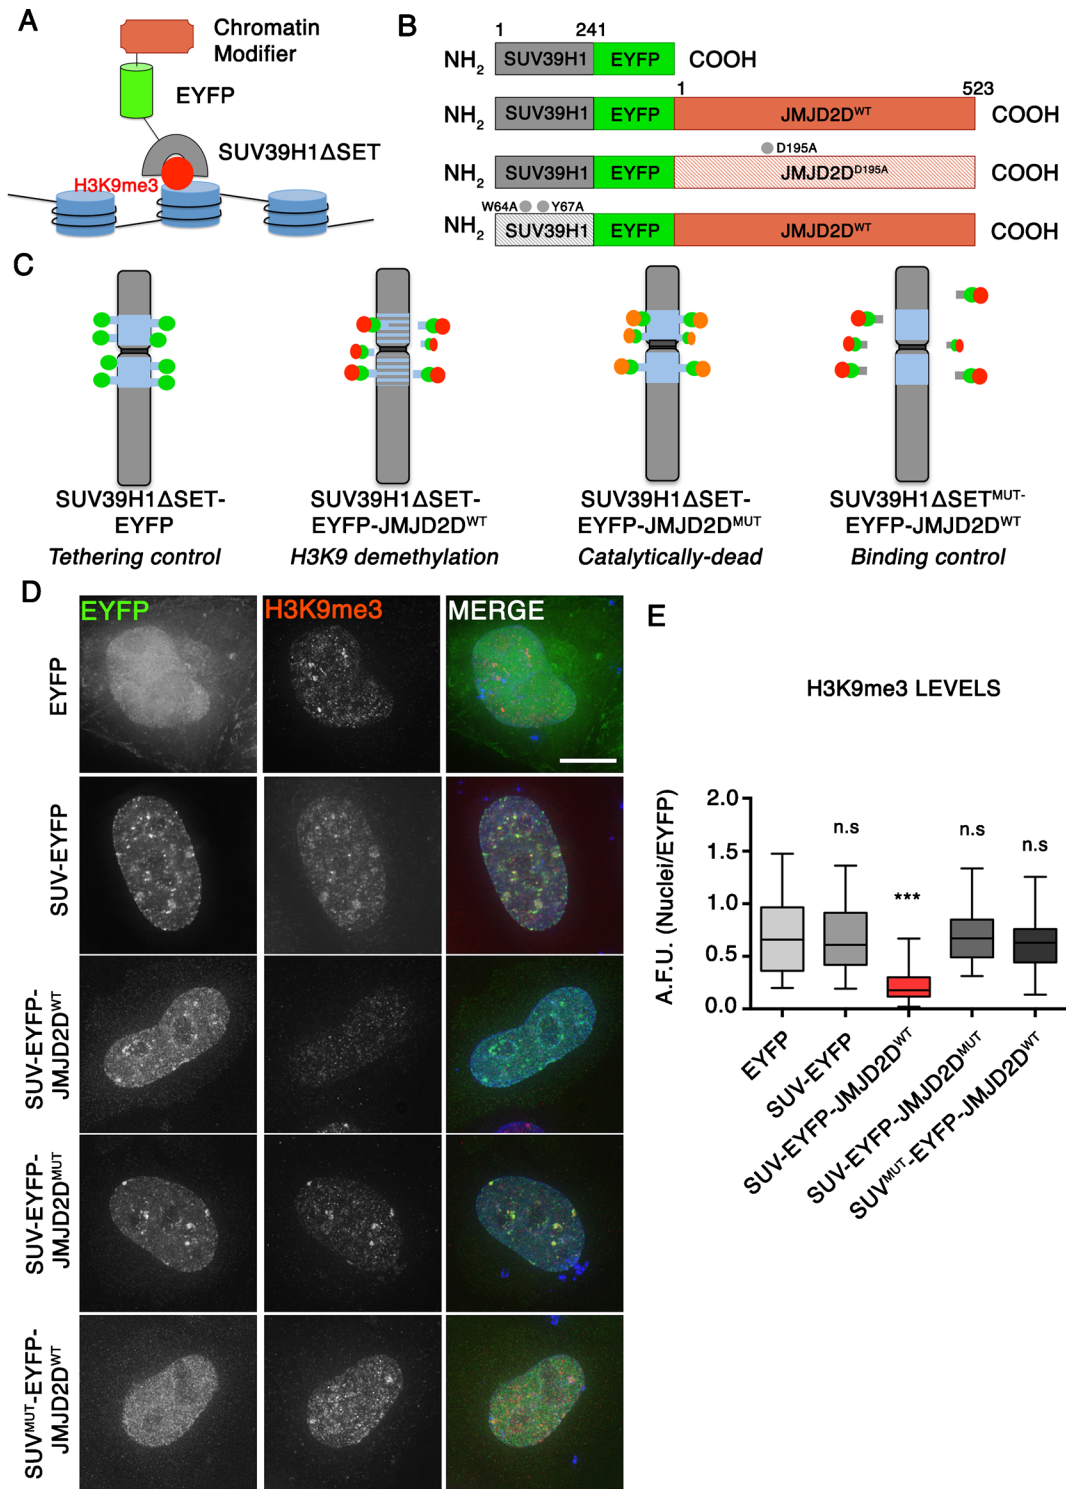 A
Chromatin
Modifier
EYFP
SUV39H1ΔSET
H3K9me3
B
1 241
NH2 SUV39H1 EYFP COOH
1 523
NH2 SUV39H1 EYFP JMJD2DWT COOH
D195A
NH2 SUV39H1 EYFP JMJD2DD195A COOH
W64A Y67A
NH2 SUV39H1 EYFP JMJD2DWT COOH
C
SUV39H1ΔSET-
EYFP
Tethering control
SUV39H1ΔSET-
EYFP-JMJD2DWT
H3K9 demethylation
SUV39H1ΔSET-
EYFP-JMJD2DMUT
Catalytically-dead
SUV39H1ΔSETMUT-
EYFP-JMJD2DWT
Binding control
D
EYFP H3K9me3 MERGE
EYFP
SUV-EYFP
SUV-EYFP-
JMJD2DWT
SUV-EYFP-
JMJD2DMUT
SUVMUT-EYFP-
JMJD2DWT
E
H3K9me3 LEVELS
A.F.U. (Nuclei/EYFP)
2.0
1.5
1.0
0.5
0.0
n.s
***
n.s
n.s
EYFP
SUV-EYFP
SUV-EYFP-JMJD2DWT
SUV-EYFP-JMJD2DMUT
SUVMUT-EYFP-JMJD2DWT